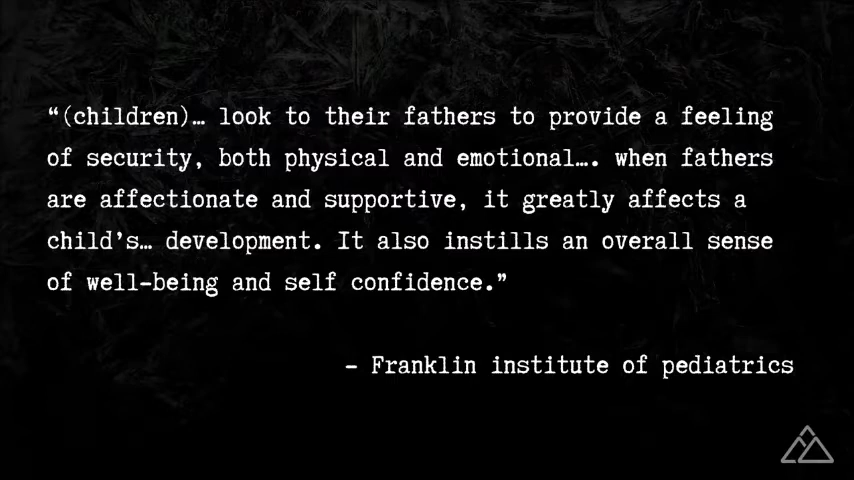 “(children)… look to their fathers to provide a feeling
of security, both physical and emotional…. when fathers
are affectionate and supportive, it greatly affects a
child’s… development. It also instills an overall sense
of well-being and self confidence.”
- Franklin institute of pediatrics